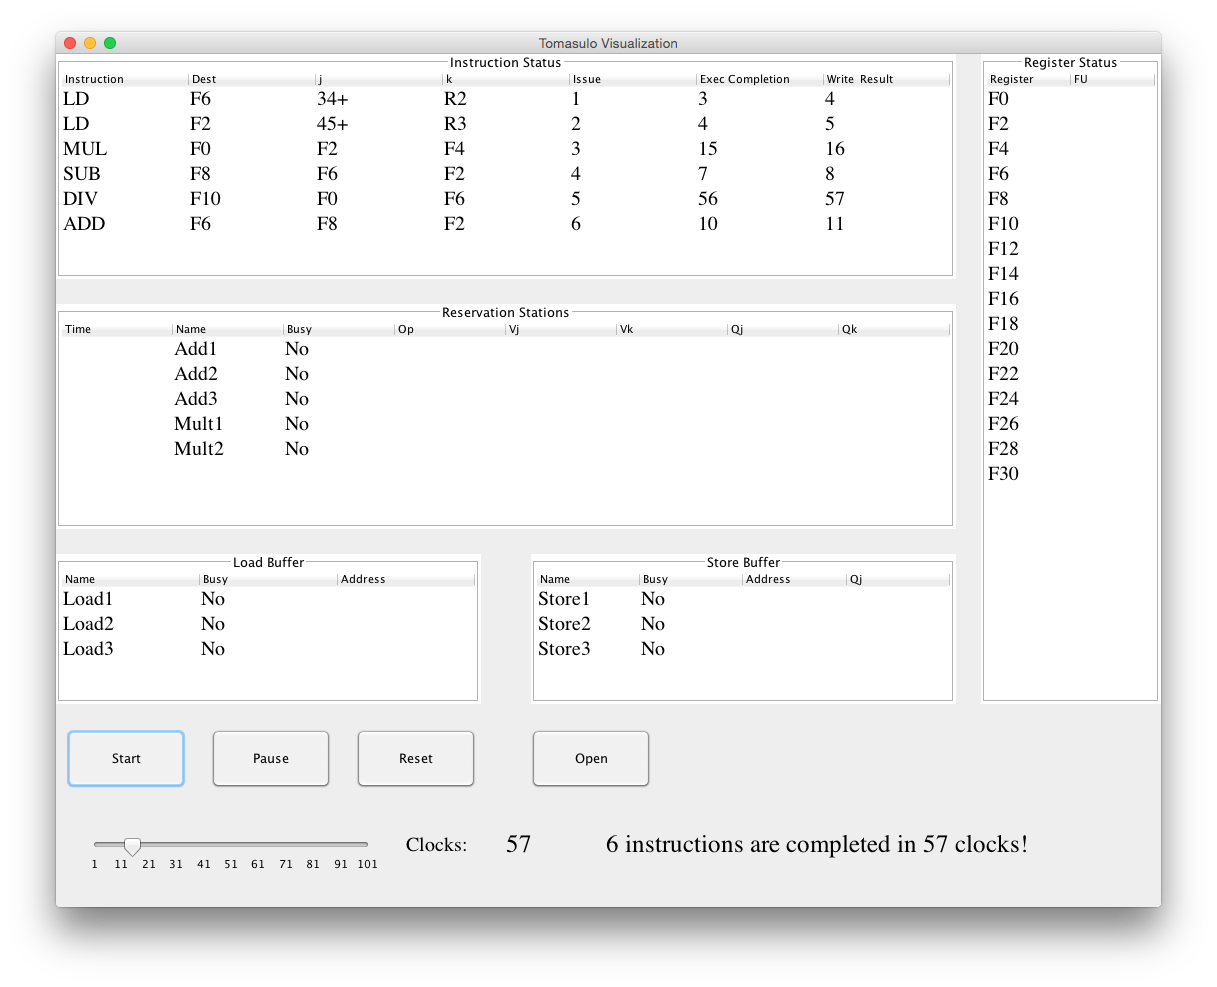 Tomasulo Visualization
Instruction Status
Instruction Dest j k Issue Exec Completion Write Result
LD F6 34+ R2 1 3 4
LD F2 45+ R3 2 4 5
MUL F0 F2 F4 3 15 16
SUB F8 F6 F2 4 7 8
DIV F10 F0 F6 5 56 57
ADD F6 F8 F2 6 10 11
Register Status
Register FU
F0
F2
F4
F6
F8
F10
F12
F14
F16
F18
F20
F22
F24
F26
F28
F30
Reservation Stations
Time Name Busy Op Vj Vk Qj Qk
Add1 No
Add2 No
Add3 No
Mult1 No
Mult2 No
Load Buffer
Name Busy Address
Load1 No
Load2 No
Load3 No
Store Buffer
Name Busy Address Qj
Store1 No
Store2 No
Store3 No
Start Pause Reset Open
1 11 21 31 41 51 61 71 81 91 101
Clocks: 57 6 instructions are completed in 57 clocks!